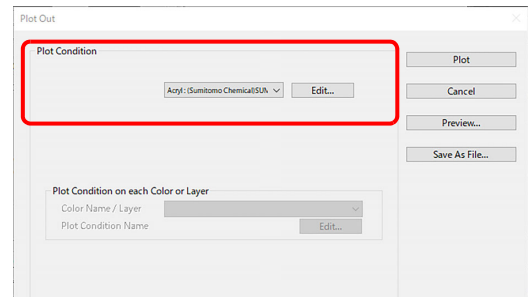 Plot Out
Plot Condition
Acryl : (Sumitomo Chemical)SUM
Edit...
Plot
Cancel
Preview...
Save As File...
Plot Condition on each Color or Layer
Color Name / Layer
Plot Condition Name
Edit...